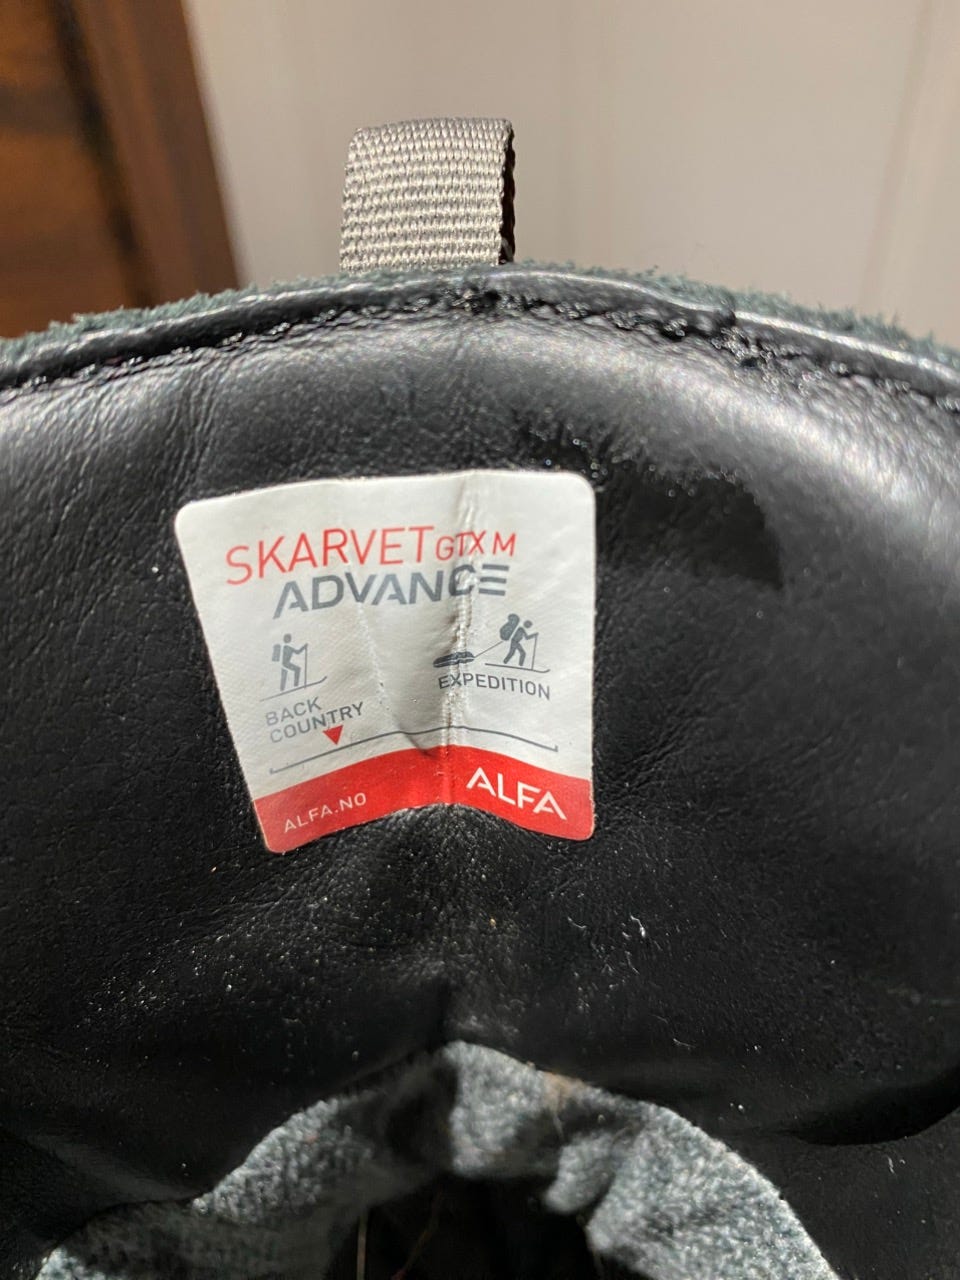 SKARVET GTX M
ADVANCE
BACK
COUNTRY
EXPEDITION
ALFA.NO
ALFA